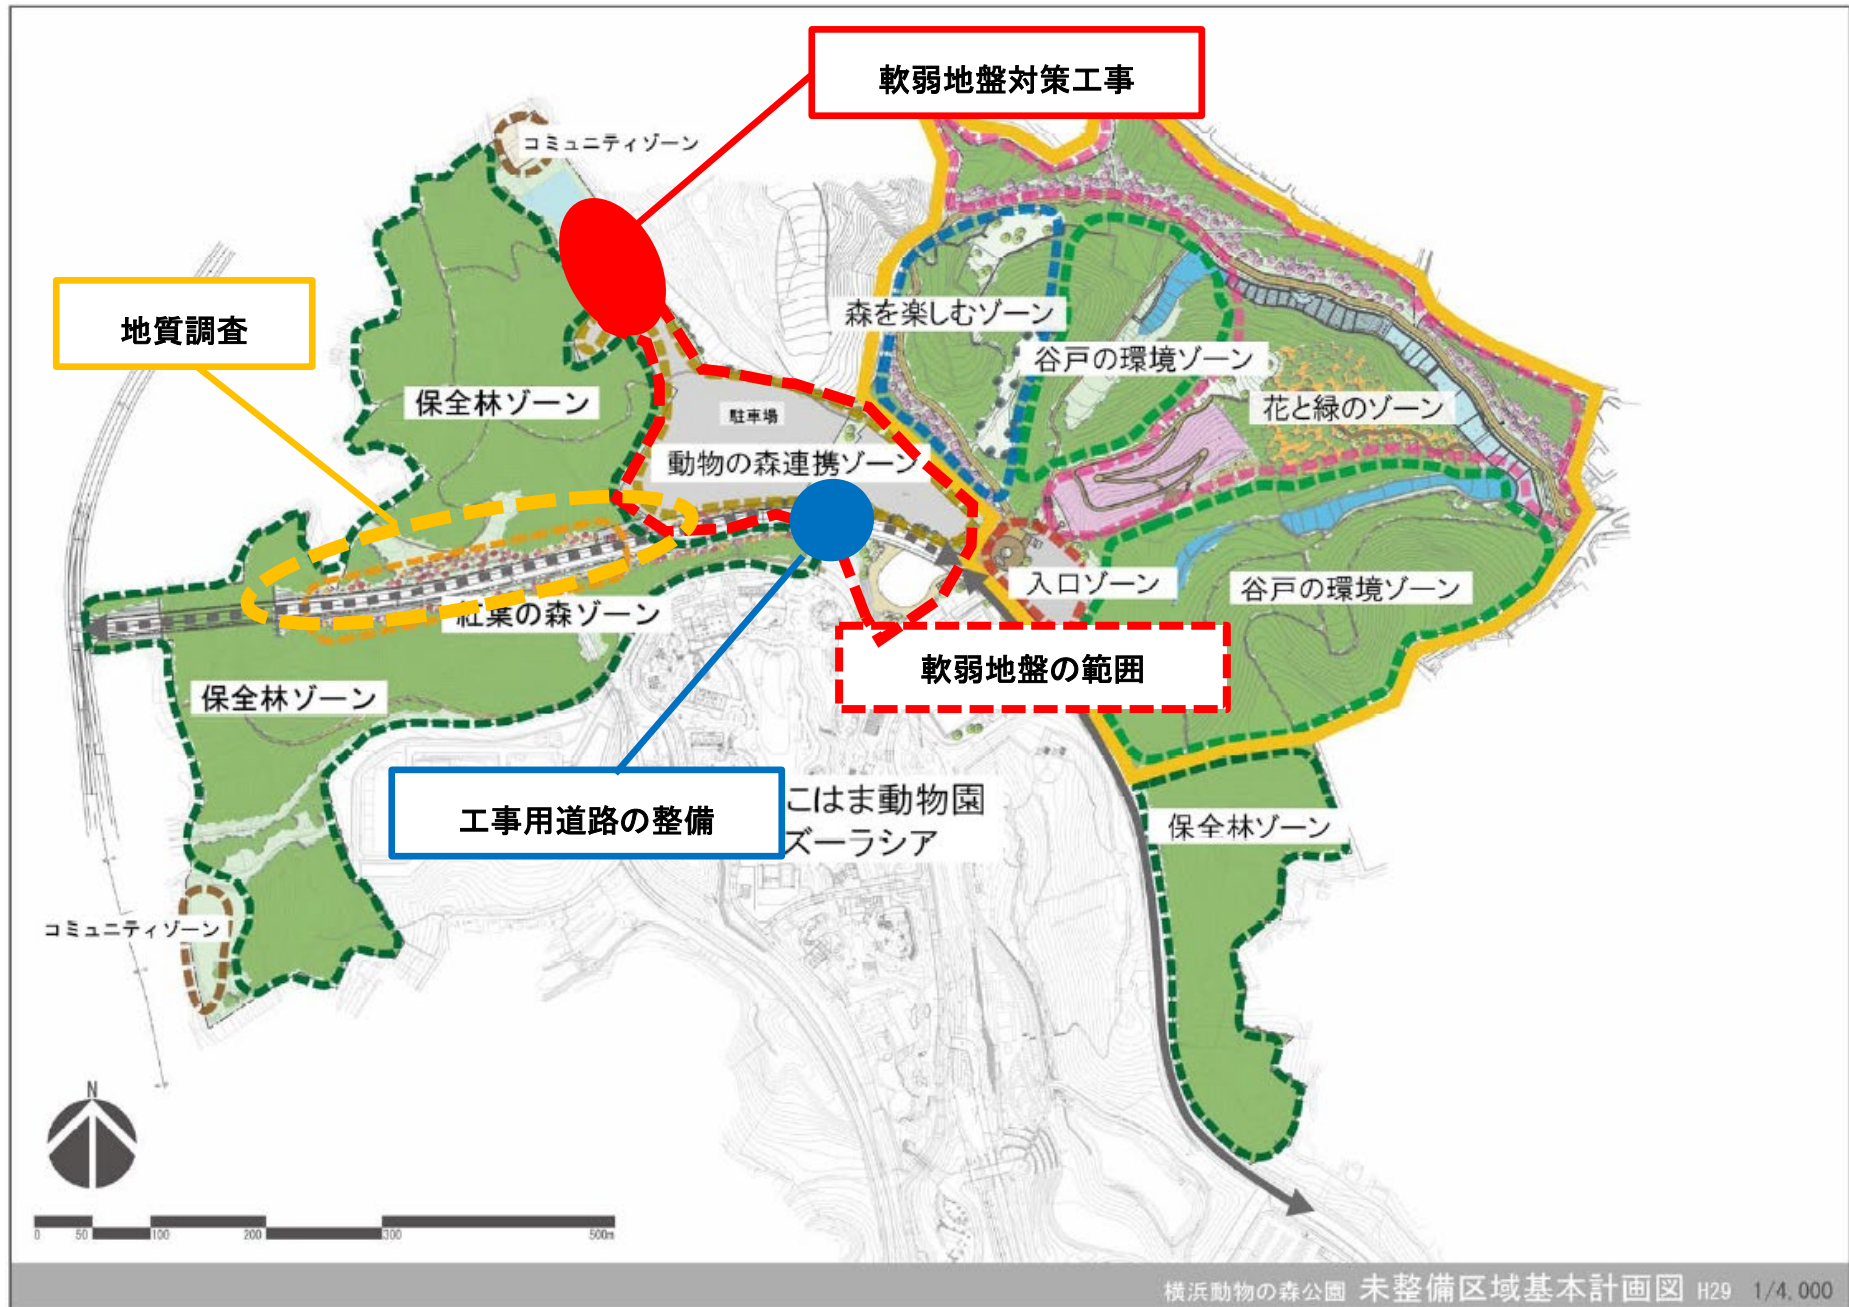 軟弱地盤対策工事
コミュニティゾーン
地質調査
森を楽しむゾーン
谷戸の環境ゾーン
保全林ゾーン
駐車場
花と緑のゾーン
動物の森連携ゾーン
入口ゾーン
谷戸の環境ゾーン
紅葉の森ゾーン
軟弱地盤の範囲
保全林ゾーン
工事用道路の整備
こはま動物園
ズーラシア
保全林ゾーン
コミュニティゾーン
N
0 50 100 200 300 500m
横浜動物の森公園 未整備区域基本計画図 H29 1/4,000